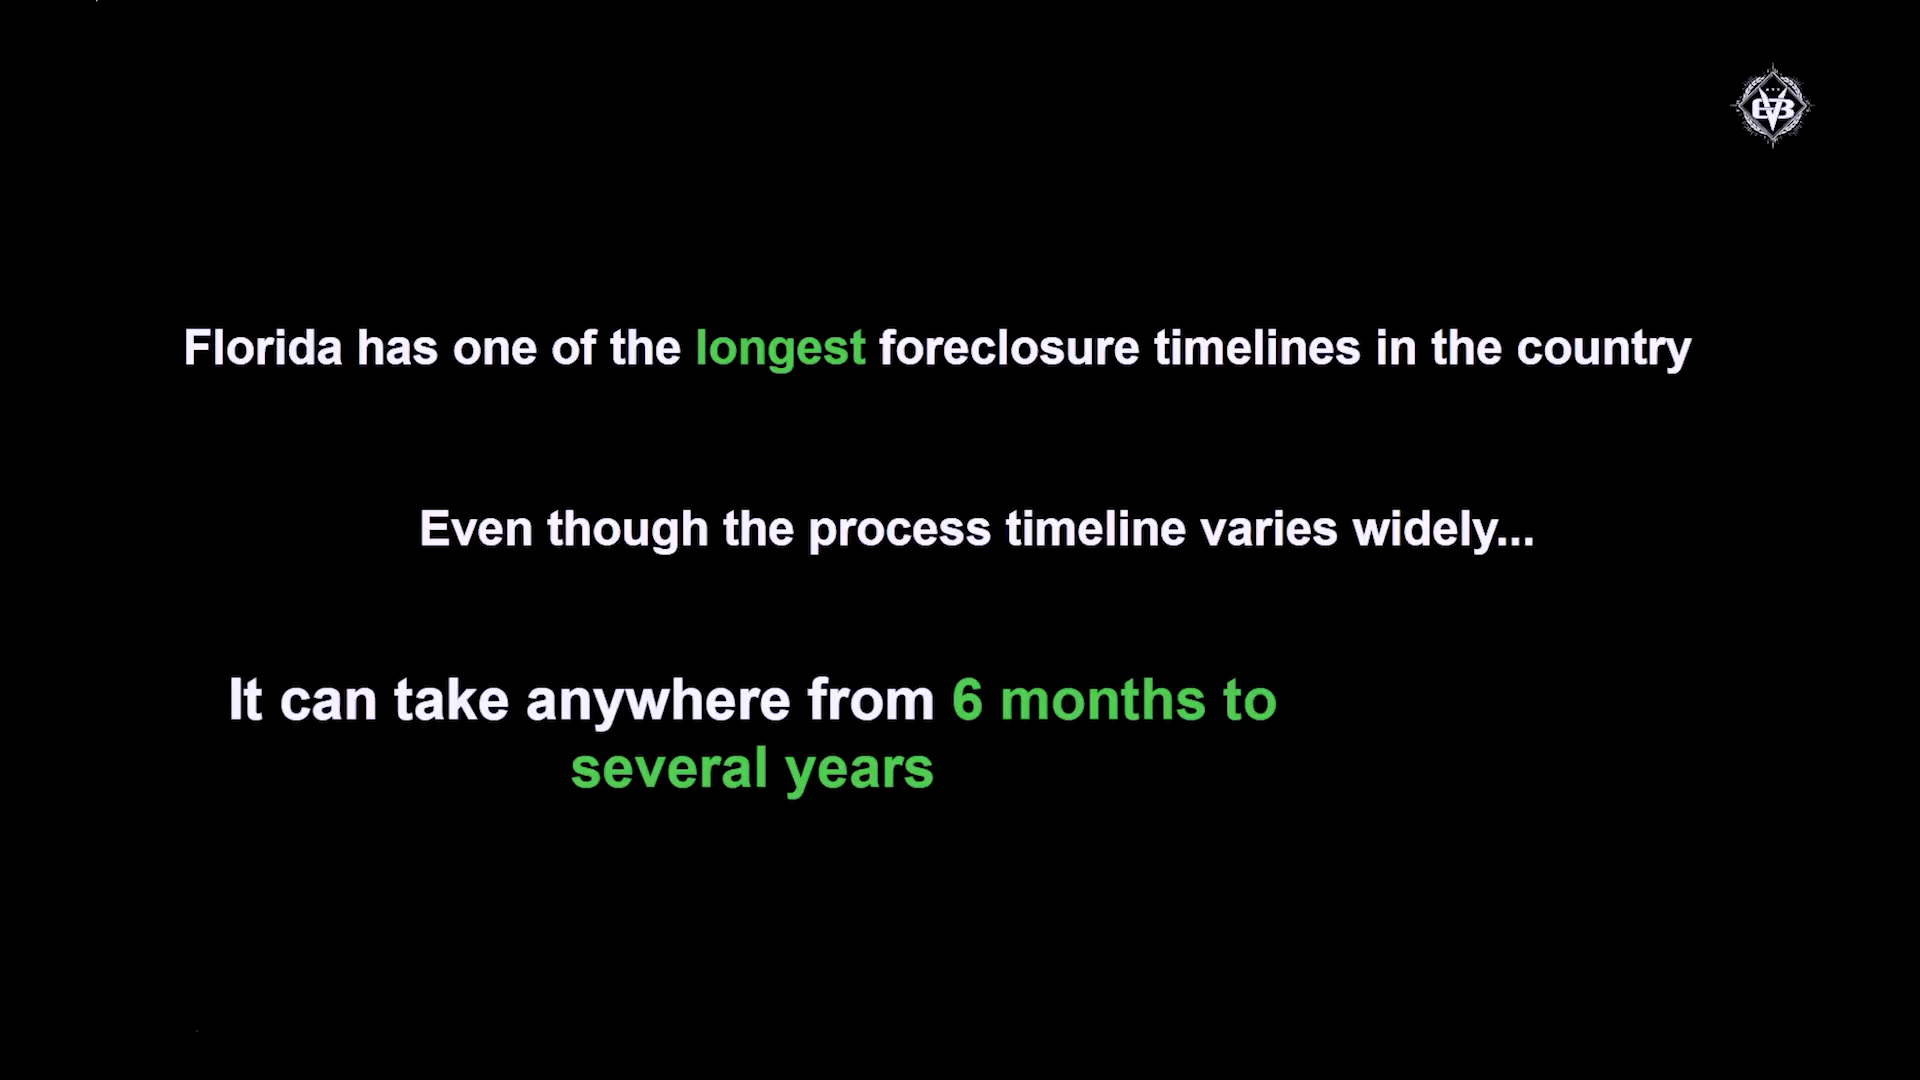 Florida has one of the longest foreclosure timelines in the country
Even though the process timeline varies widely...
It can take anywhere from 6 months to
several years